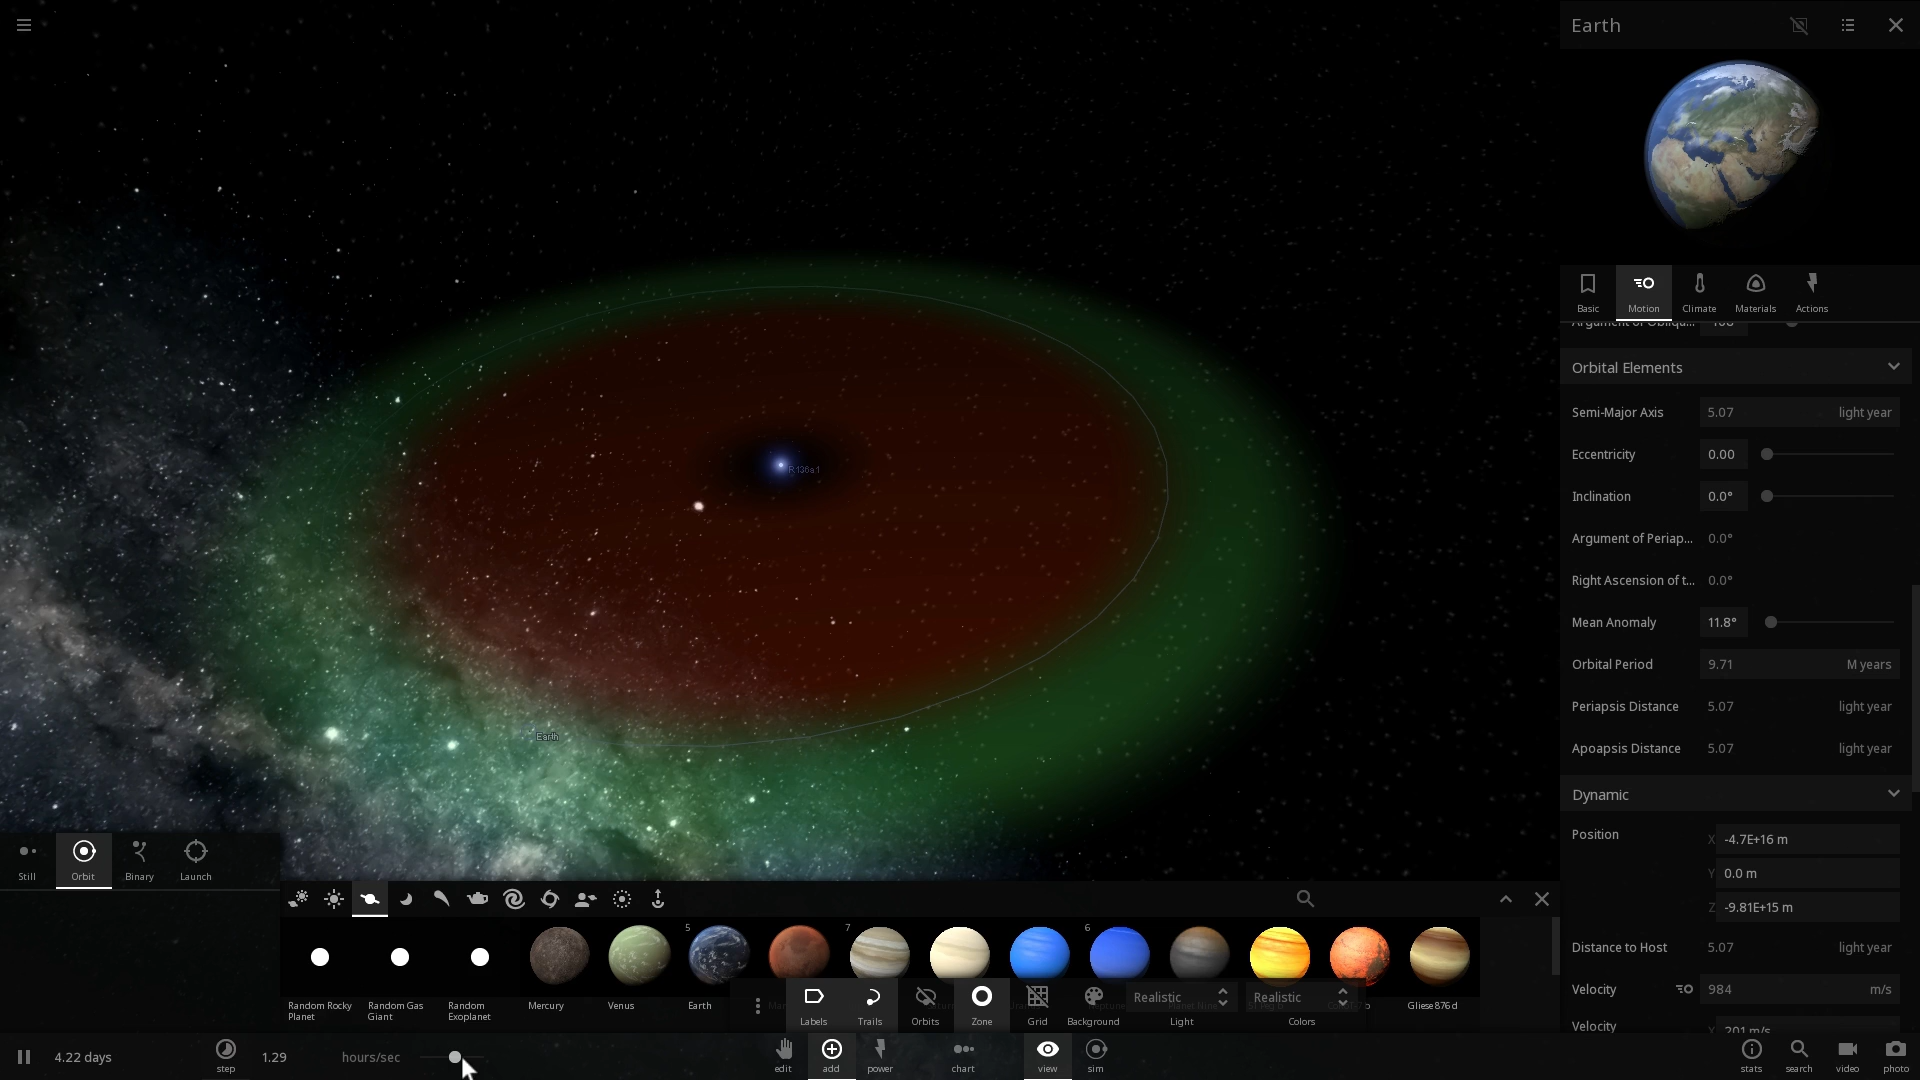 Earth
R136a1
Earth
Basic
Motion
Climate
Materials
Actions
Orbital Elements
Semi-Major Axis 5.07 light year
Eccentricity 0.00
Inclination 0.0°
Argument of Periap... 0.0°
Right Ascension of t... 0.0°
Mean Anomaly 11.8°
Orbital Period 9.71 M years
Periapsis Distance 5.07 light year
Apoapsis Distance 5.07 light year
Dynamic
Position X -4.7E+16 m
Y 0.0 m
Z -9.81E+15 m
Distance to Host 5.07 light year
Velocity 984 m/s
Velocity X 201 m/s
Still
Orbit
Binary
Launch
5
7
6
Random Rocky Planet
Random Gas Giant
Random Exoplanet
Mercury
Venus
Earth
Gliese 876 d
Realistic
Realistic
Labels
Trails
Orbits
Zone
Grid
Background
Light
Colors
4.22 days
step
1.29 hours/sec
edit
add
power
chart
view
sim
stats
search
video
photo